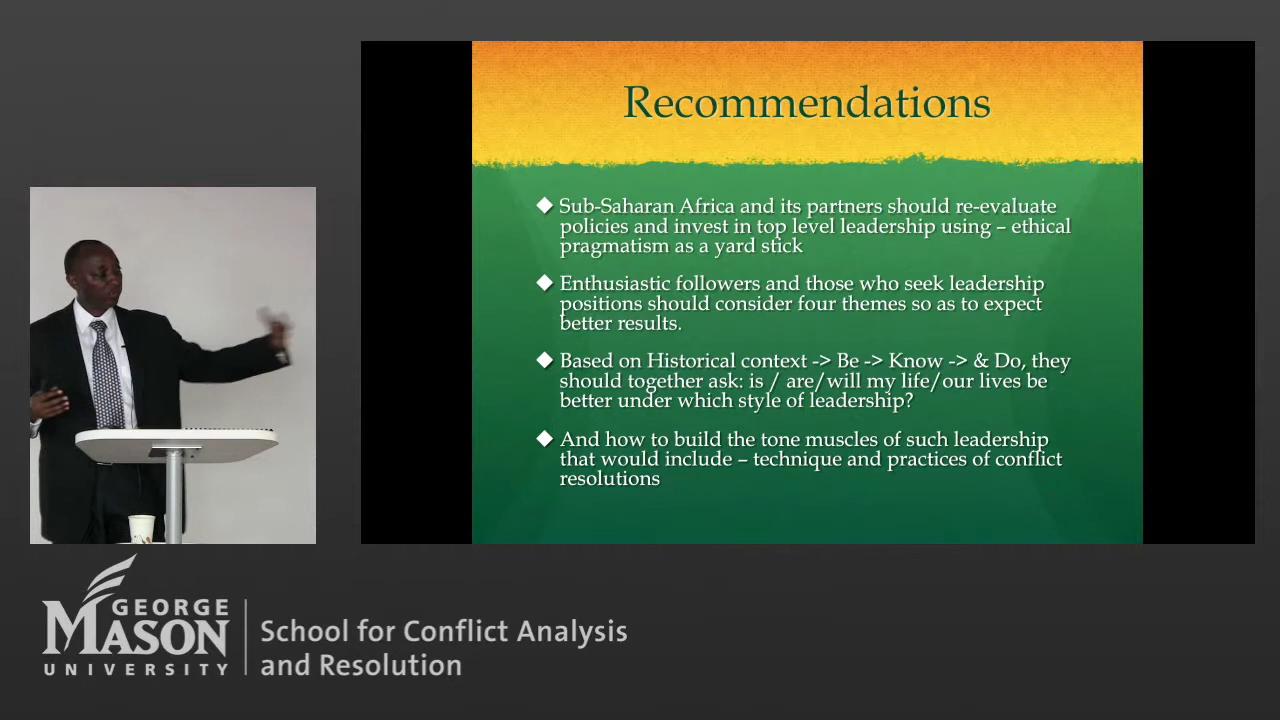 Recommendations
◆ Sub-Saharan Africa and its partners should re-evaluate
policies and invest in top level leadership using – ethical
pragmatism as a yard stick
◆ Enthusiastic followers and those who seek leadership
positions should consider four themes so as to expect
better results.
◆ Based on Historical context -> Be -> Know -> & Do, they
should together ask: is / are/will my life/our lives be
better under which style of leadership?
◆ And how to build the tone muscles of such leadership
that would include – technique and practices of conflict
resolutions
GEORGE
MASON
UNIVERSITY
School for Conflict Analysis
and Resolution